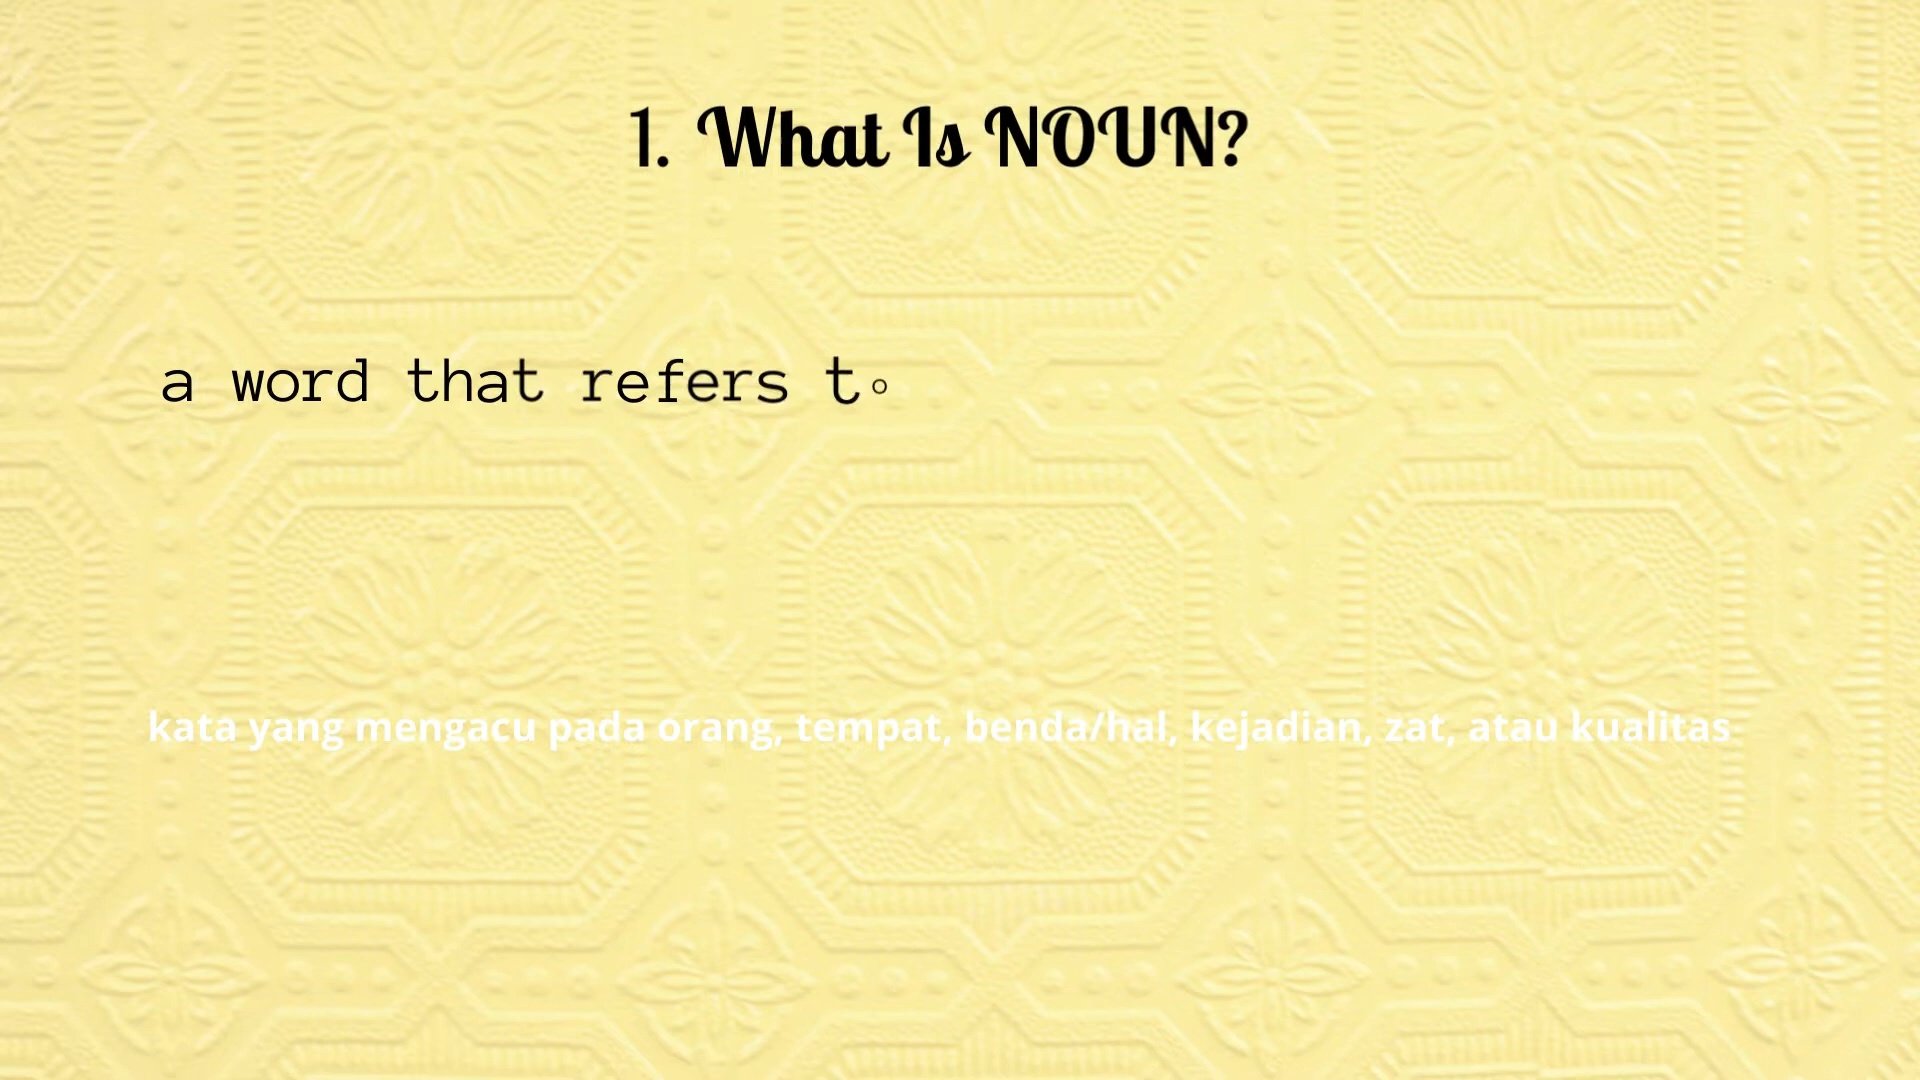 1. What Is NOUN?
a word that refers to
kata yang mengacu pada orang, tempat, benda/hal, kejadian, zat, atau kualitas